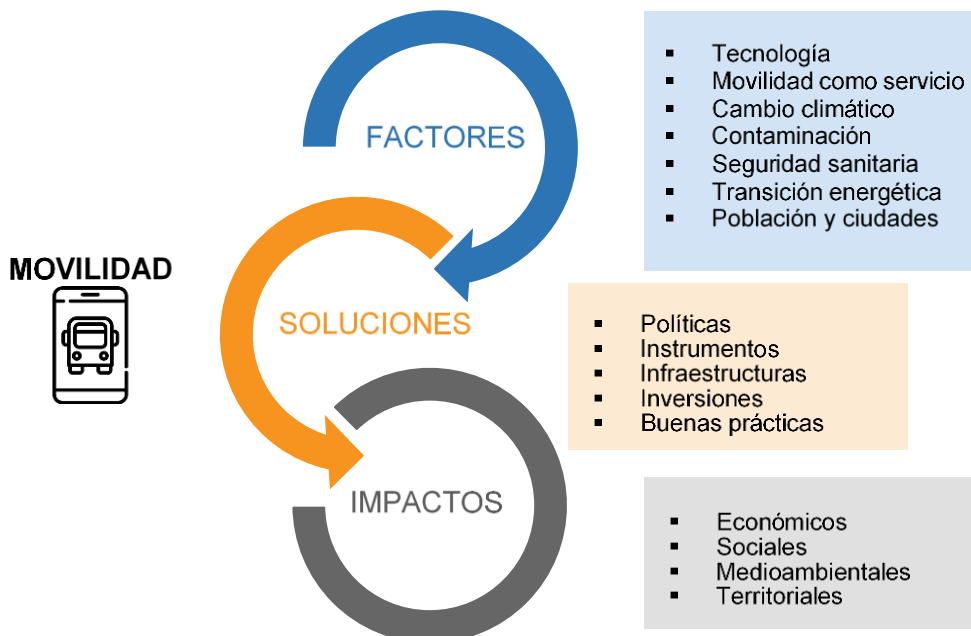 FACTORES
▪ Tecnología
▪ Movilidad como servicio
▪ Cambio climático
▪ Contaminación
▪ Seguridad sanitaria
▪ Transición energética
▪ Población y ciudades
MOVILIDAD
SOLUCIONES
▪ Políticas
▪ Instrumentos
▪ Infraestructuras
▪ Inversiones
▪ Buenas prácticas
IMPACTOS
▪ Económicos
▪ Sociales
▪ Medioambientales
▪ Territoriales